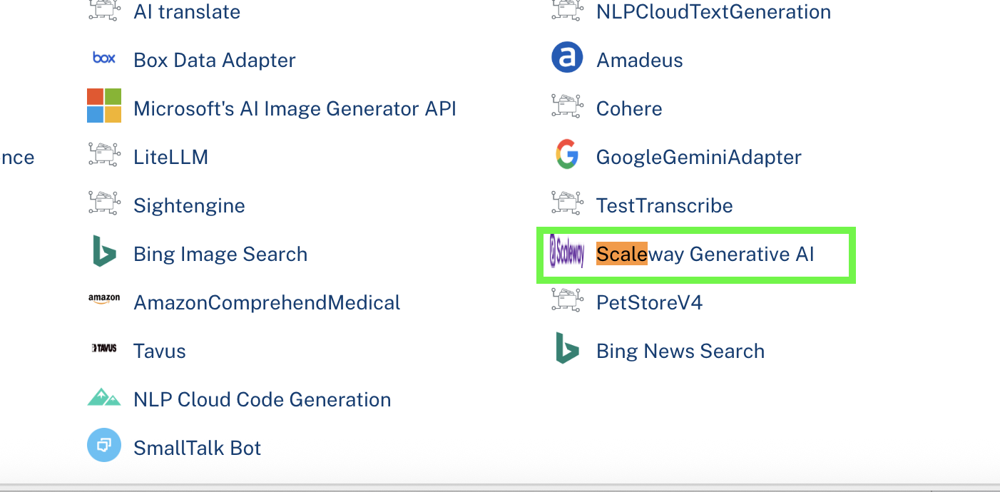 AI translate
box
Box Data Adapter
Microsoft's AI Image Generator API
nce
LiteLLM
Sightengine
Bing Image Search
amazon
AmazonComprehendMedical
TAVUS
Tavus
NLP Cloud Code Generation
SmallTalk Bot
NLPCloudTextGeneration
a
Amadeus
Cohere
G
GoogleGeminiAdapter
TestTranscribe
Scaleway
Scaleway Generative AI
PetStoreV4
Bing News Search